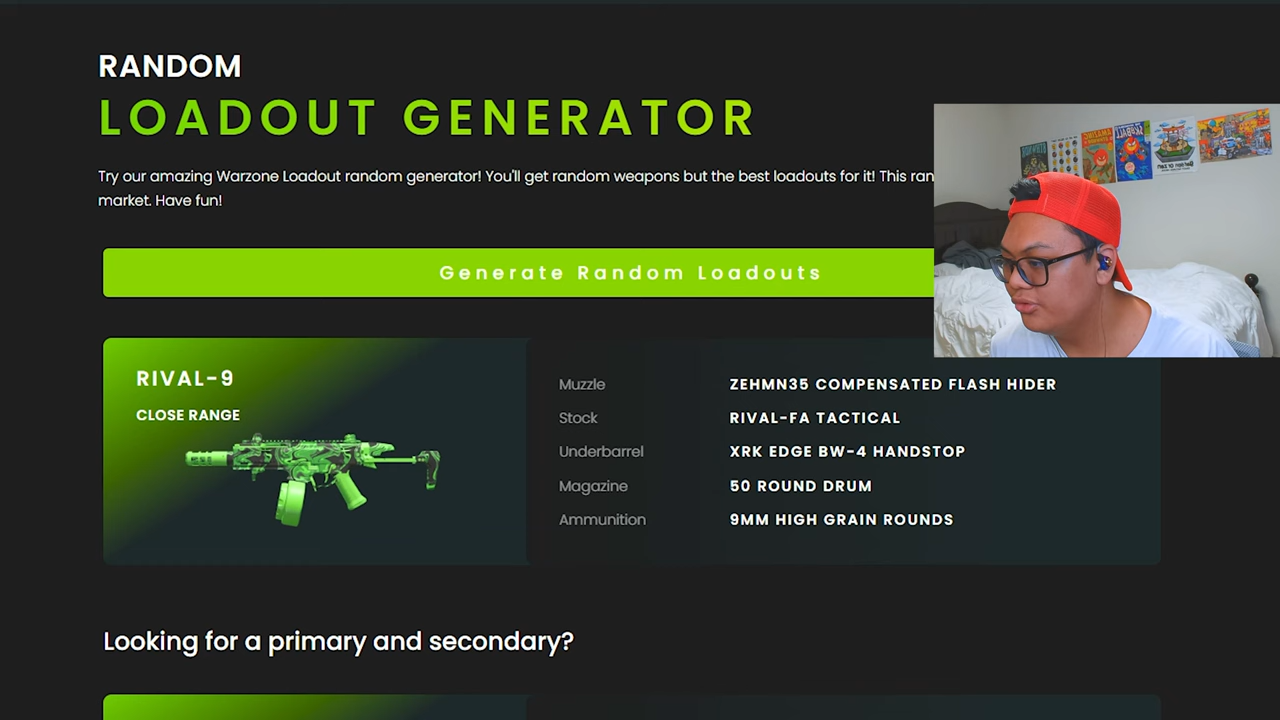 RANDOM
LOADOUT GENERATOR
Try our amazing Warzone Loadout random generator! You'll get random weapons but the best loadouts for it! This ran
market. Have fun!
Generate Random Loadouts
RIVAL-9
CLOSE RANGE
Muzzle ZEHMN35 COMPENSATED FLASH HIDER
Stock RIVAL-FA TACTICAL
Underbarrel XRK EDGE BW-4 HANDSTOP
Magazine 50 ROUND DRUM
Ammunition 9MM HIGH GRAIN ROUNDS
Looking for a primary and secondary?